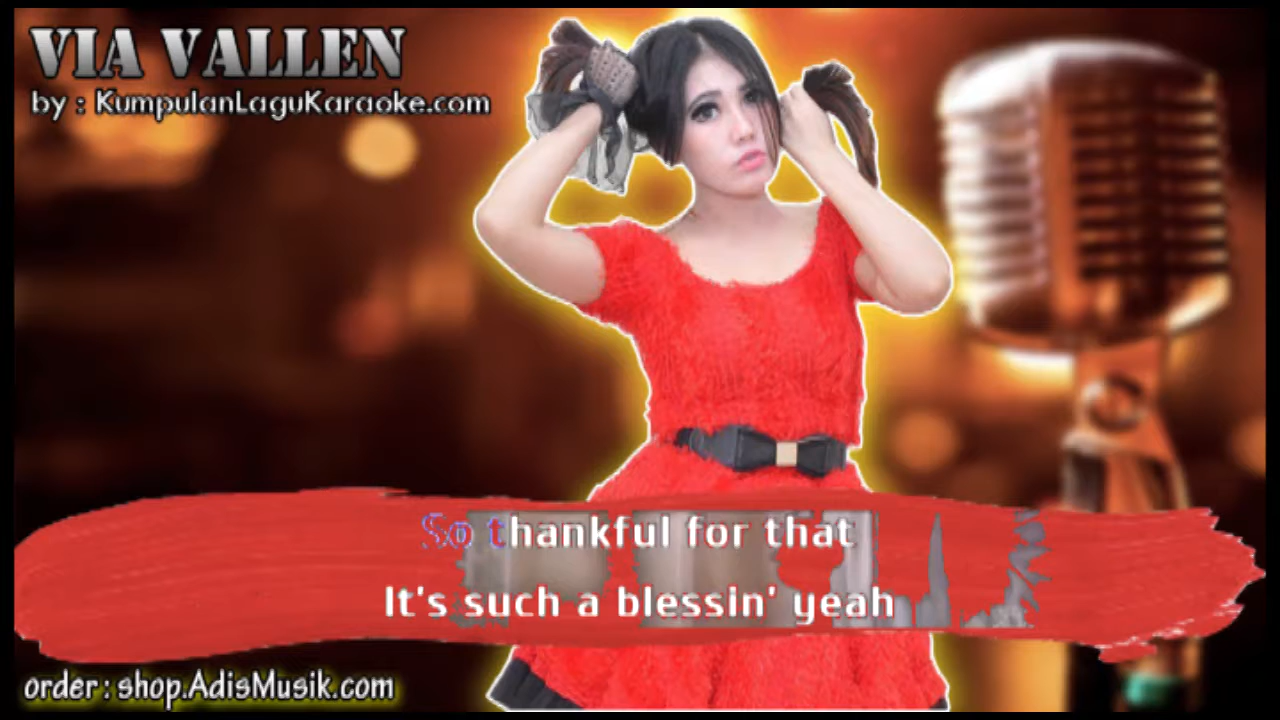 VIA VALLEN
by : KumpulanLaguKaraoke.com
So thankful for that
It's such a blessin' yeah
order : shop.AdisMusik.com